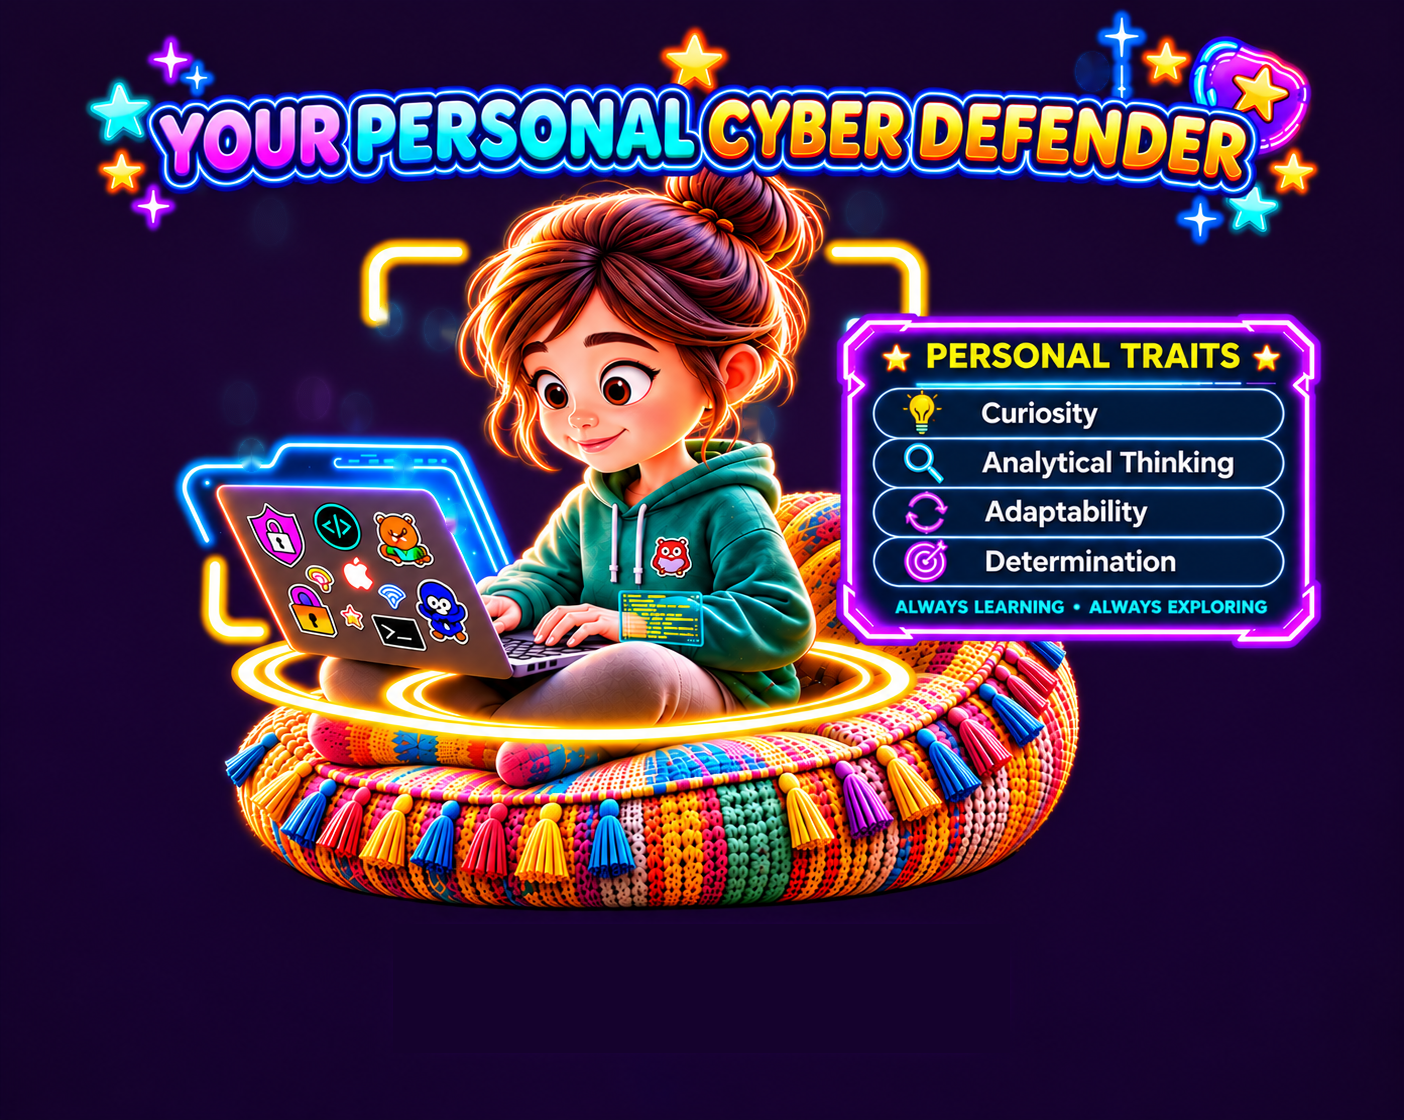 YOUR PERSONAL CYBER DEFENDER
PERSONAL TRAITS
Curiosity
Analytical Thinking
Adaptability
Determination
ALWAYS LEARNING • ALWAYS EXPLORING
</>
>_